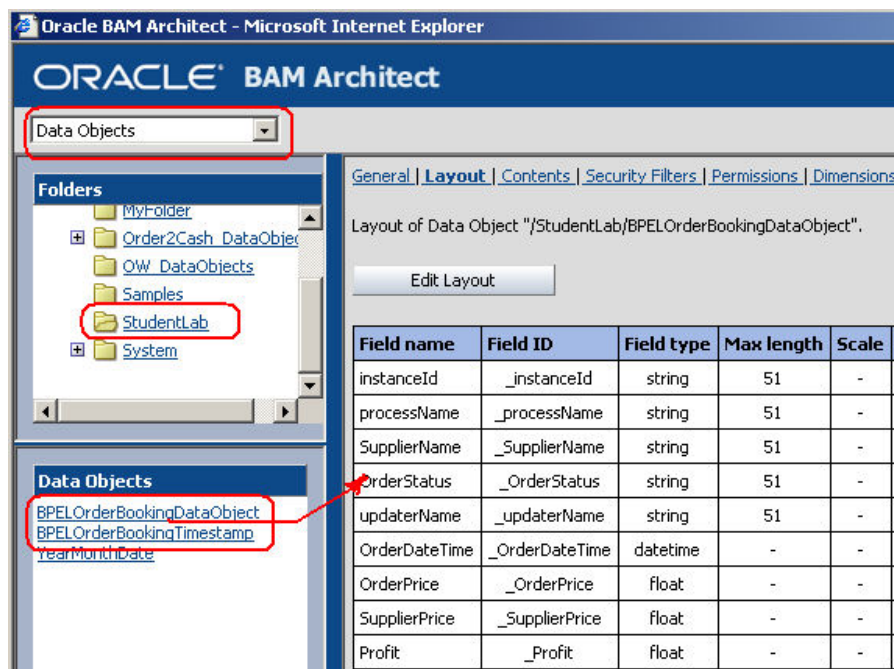 Oracle BAM Architect - Microsoft Internet Explorer
ORACLE BAM Architect
Data Objects
General | Layout | Contents | Security Filters | Permissions | Dimensions
Folders
MyFolder
Order2Cash_DataObjec
OW_DataObjects
Samples
StudentLab
System
Layout of Data Object "/StudentLab/BPELOrderBookingDataObject".
Edit Layout
Field name Field ID Field type Max length Scale
instanceId _instanceId string 51 -
processName _processName string 51 -
SupplierName _SupplierName string 51 -
OrderStatus _OrderStatus string 51 -
updaterName _updaterName string 51 -
OrderDateTime _OrderDateTime datetime - -
OrderPrice _OrderPrice float - -
SupplierPrice _SupplierPrice float - -
Profit _Profit float - -
Data Objects
BPELOrderBookingDataObject
BPELOrderBookingTimestamp
YearMonthDate